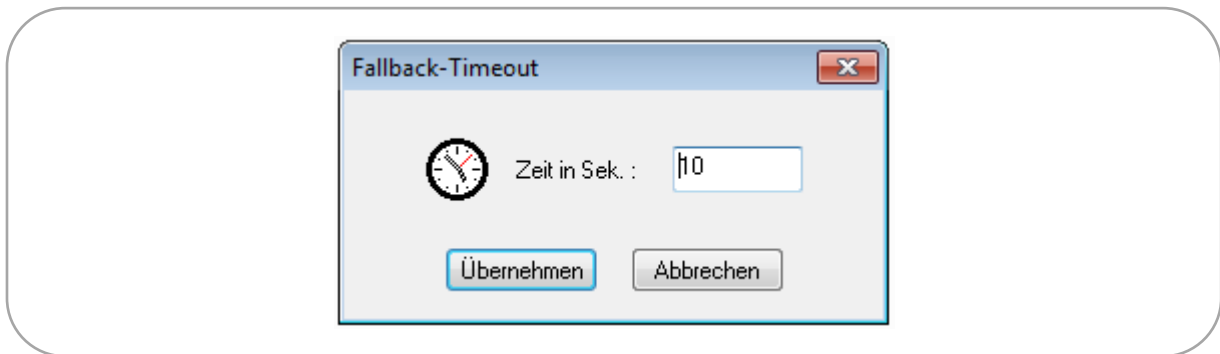 Fallback-Timeout
Zeit in Sek. : 10
Übernehmen Abbrechen